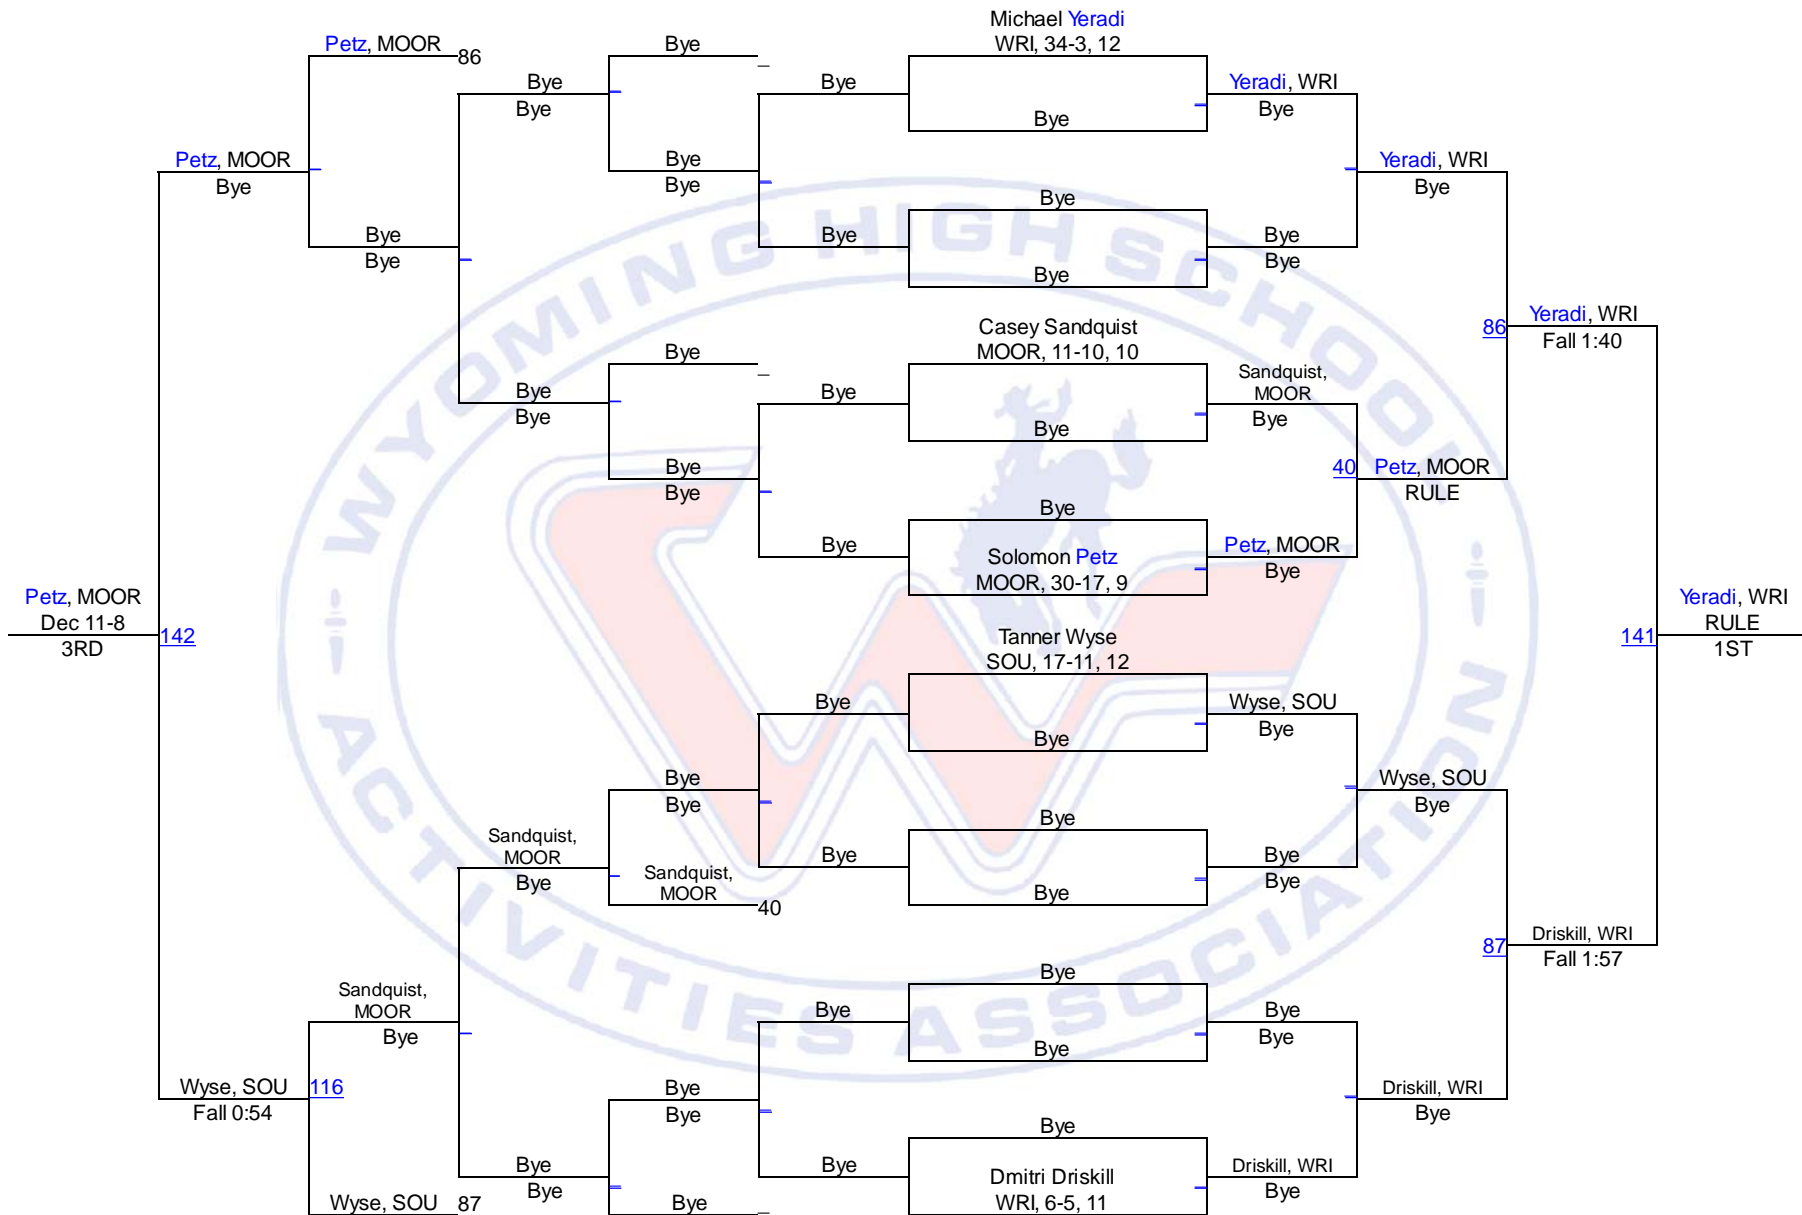 Petz, MOOR
86
Bye
Bye
Bye
_
Bye
Bye
Bye
Michael Yeradi
WRI, 34-3, 12
Bye
Yeradi, WRI
Bye
Petz, MOOR
Bye
Yeradi, WRI
Bye
Bye
Bye
Bye
Bye
Bye
Bye
Bye
Bye
Bye
_
Bye
Bye
Bye
Bye
Bye
Casey Sandquist
MOOR, 11-10, 10
Bye
Sandquist,
MOOR
Bye
86
Yeradi, WRI
Fall 1:40
40
Petz, MOOR
RULE
Bye
Bye
Solomon Petz
MOOR, 30-17, 9
Petz, MOOR
Bye
Petz, MOOR
Dec 11-8
3RD
142
141
Yeradi, WRI
RULE
1ST
Tanner Wyse
SOU, 17-11, 12
Bye
Bye
Wyse, SOU
Bye
Bye
Bye
Wyse, SOU
Bye
Sandquist,
MOOR
Bye
Sandquist,
MOOR
40
Bye
Bye
Bye
Bye
Bye
87
Driskill, WRI
Fall 1:57
Sandquist,
MOOR
Bye
Bye
Bye
Bye
Bye
Bye
Wyse, SOU
Fall 0:54
116
Bye
Bye
Driskill, WRI
Bye
Bye
Bye
Bye
Bye
Dmitri Driskill
WRI, 6-5, 11
Driskill, WRI
Bye
Wyse, SOU
87
Bye
_
WYOMING HIGH SCHOOL
ACTIVITIES ASSOCIATION